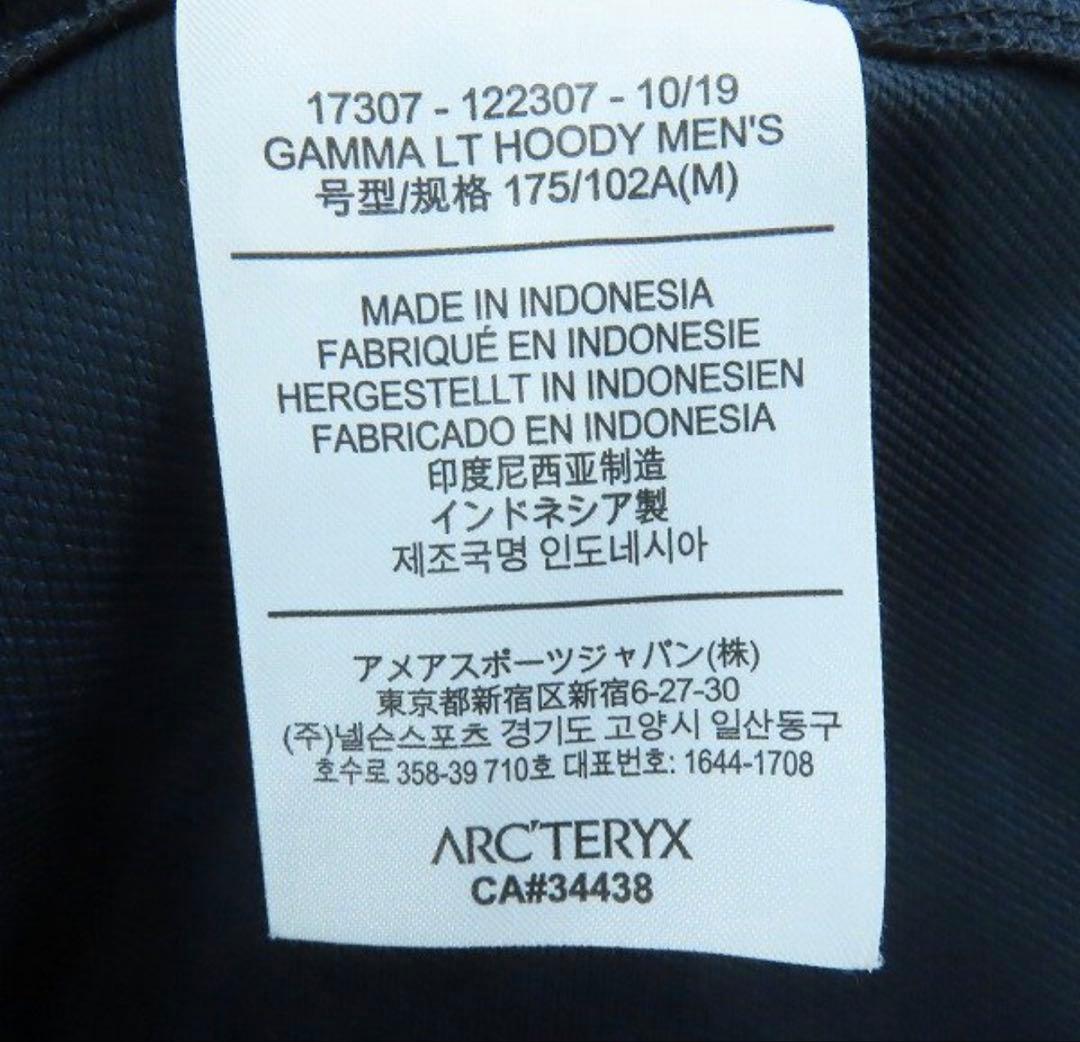 17307 - 122307 - 10/19
GAMMA LT HOODY MEN'S
号型/规格 175/102A(M)
MADE IN INDONESIA
FABRIQUÉ EN INDONESIE
HERGESTELLT IN INDONESIEN
FABRICADO EN INDONESIA
印度尼西亚制造
インドネシア製
제조국명 인도네시아
アメアスポーツジャパン(株)
東京都新宿区新宿6-27-30
(주)넬슨스포츠 경기도 고양시 일산동구
호수로 358-39 710호 대표번호: 1644-1708
ARC'TERYX
CA#34438